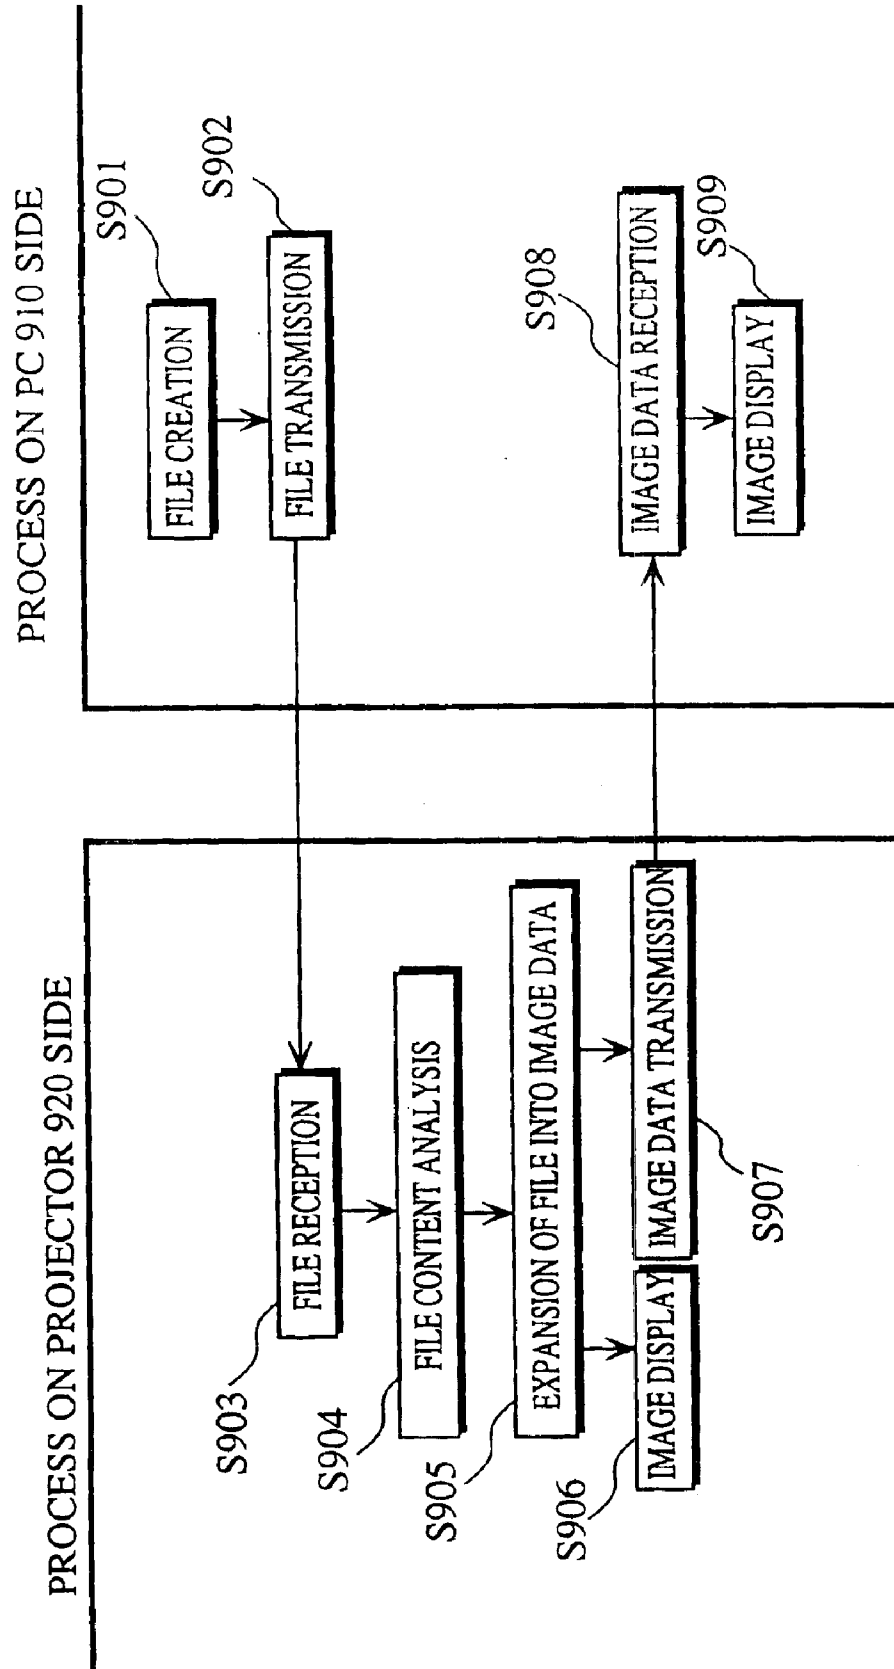 PROCESS ON PROJECTOR 920 SIDE
S903
FILE RECEPTION
S904
FILE CONTENT ANALYSIS
S905
EXPANSION OF FILE INTO IMAGE DATA
S906
IMAGE DISPLAY
IMAGE DATA TRANSMISSION
S907
PROCESS ON PC 910 SIDE
S901
FILE CREATION
S902
FILE TRANSMISSION
S908
IMAGE DATA RECEPTION
S909
IMAGE DISPLAY